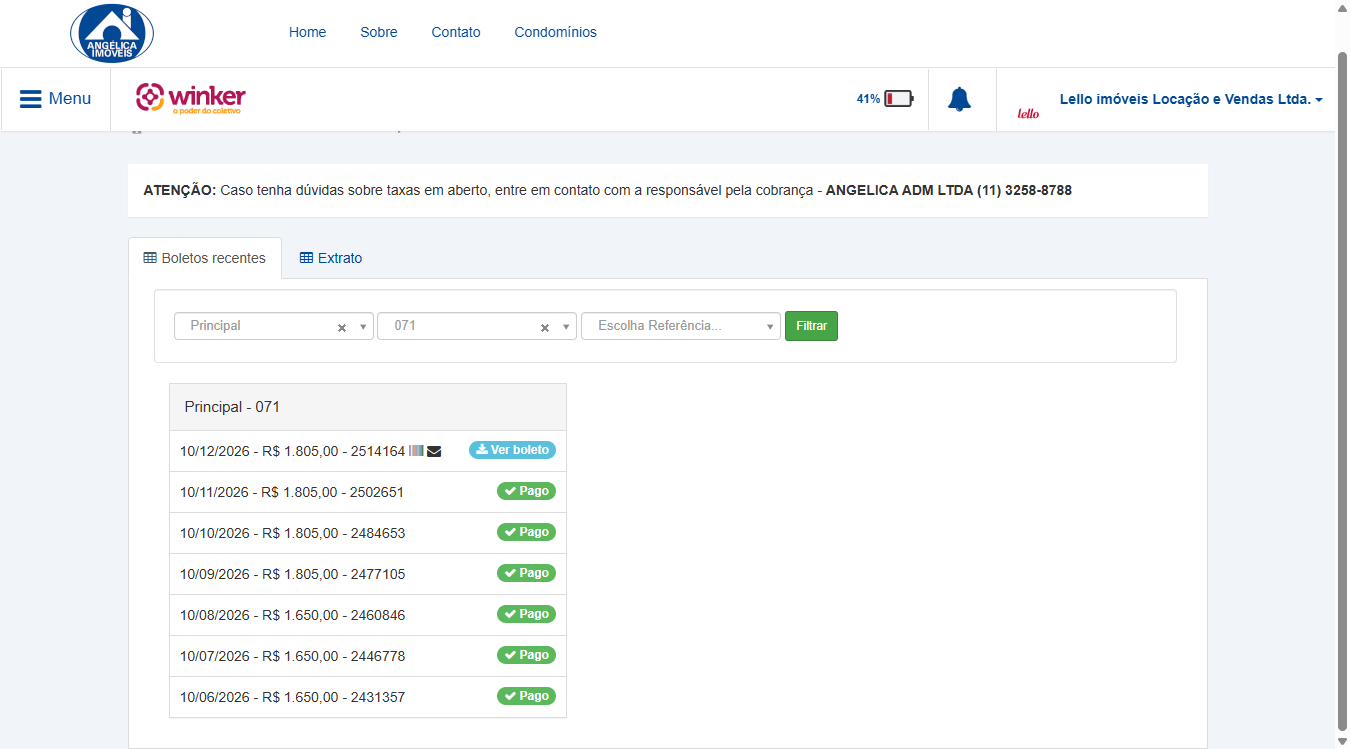 ANGÉLICA
IMÓVEIS
Home Sobre Contato Condomínios
Menu
winker
o poder do coletivo
41%
lello
Lello imóveis Locação e Vendas Ltda.
ATENÇÃO: Caso tenha dúvidas sobre taxas em aberto, entre em contato com a responsável pela cobrança - ANGELICA ADM LTDA (11) 3258-8788
Boletos recentes Extrato
Principal 071 Escolha Referência... Filtrar
Principal - 071
10/12/2026 - R$ 1.805,00 - 2514164 Ver boleto
10/11/2026 - R$ 1.805,00 - 2502651 Pago
10/10/2026 - R$ 1.805,00 - 2484653 Pago
10/09/2026 - R$ 1.805,00 - 2477105 Pago
10/08/2026 - R$ 1.650,00 - 2460846 Pago
10/07/2026 - R$ 1.650,00 - 2446778 Pago
10/06/2026 - R$ 1.650,00 - 2431357 Pago